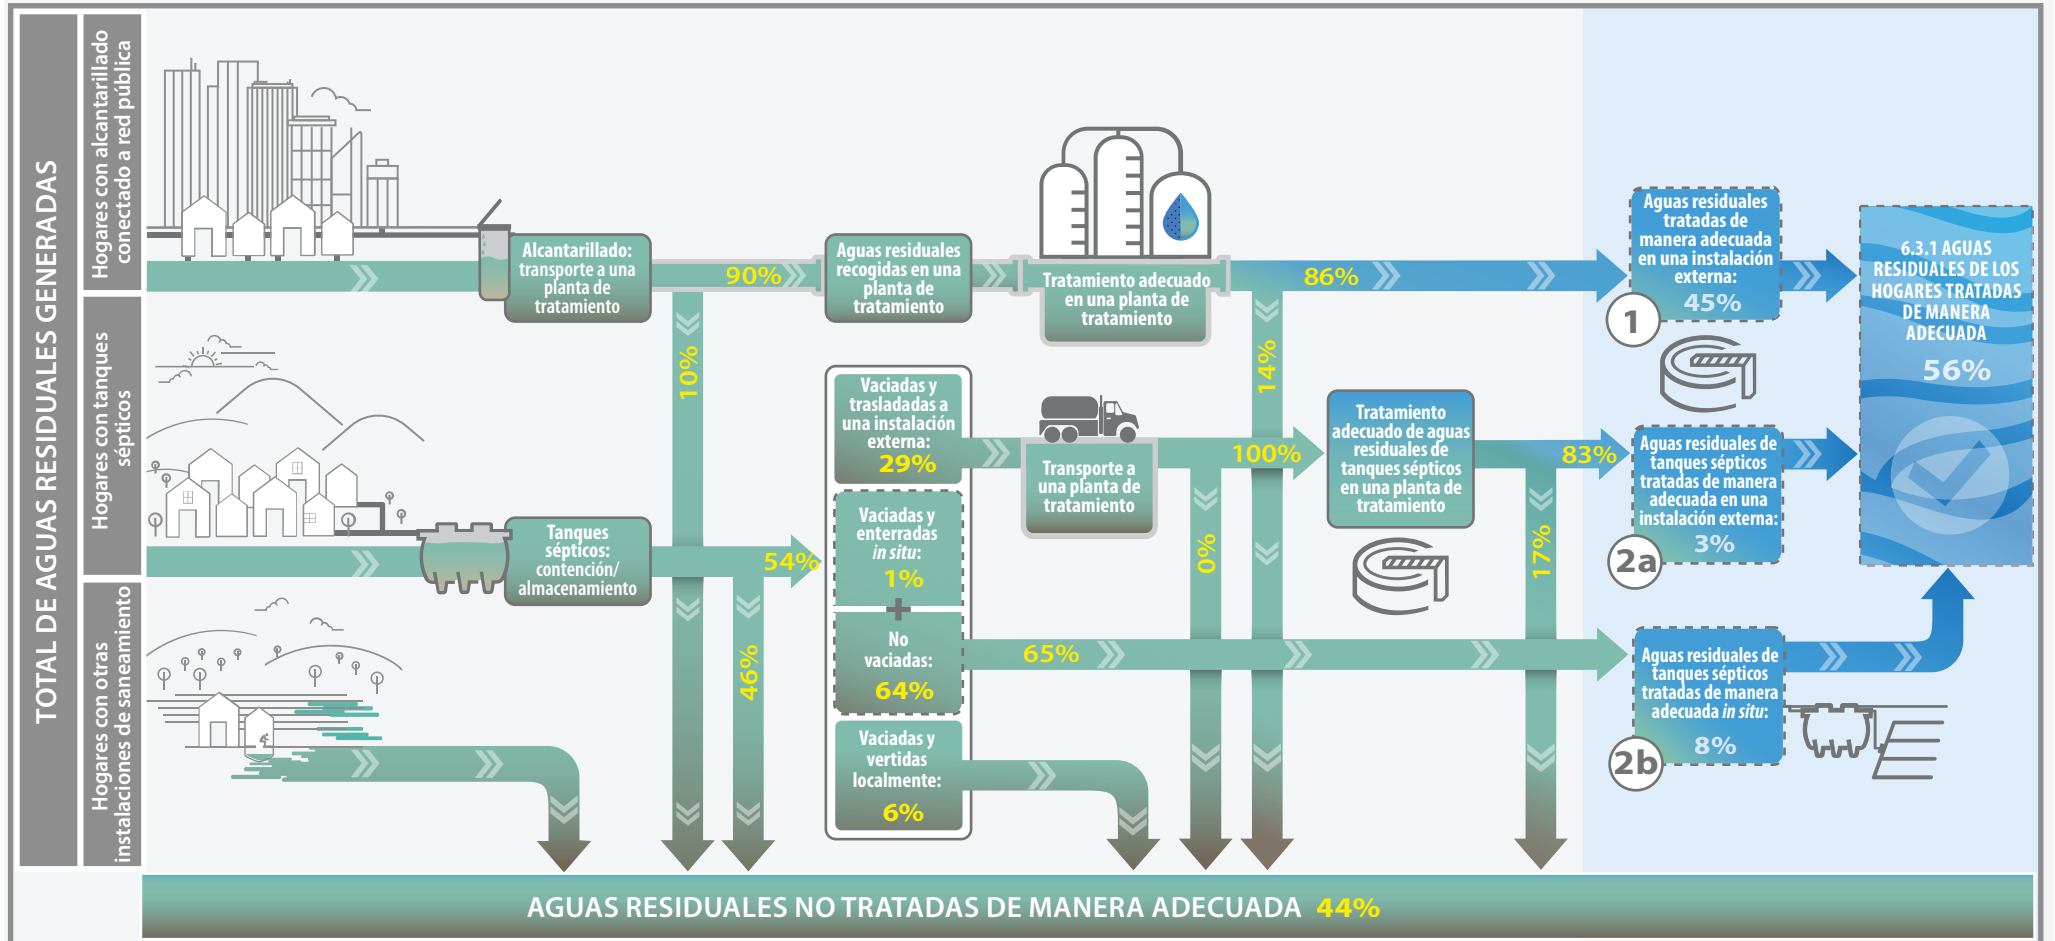 TOTAL DE AGUAS RESIDUALES GENERADAS
Hogares con alcantarillado
conectado a red pública
Hogares con tanques
sépticos
Hogares con otras
instalaciones de saneamiento
Alcantarillado:
transporte a una
planta de
tratamiento
90%
10%
Aguas residuales
recogidas en una
planta de
tratamiento
Tratamiento adecuado
en una planta de
tratamiento
86%
14%
Aguas residuales
tratadas de
manera adecuada
en una instalación
externa:
45%
1
6.3.1 AGUAS
RESIDUALES DE LOS
HOGARES TRATADAS
DE MANERA
ADECUADA
56%
Tanques
sépticos:
contención/
almacenamiento
54%
46%
Vaciadas y
trasladadas a
una instalación
externa:
29%
Vaciadas y
enterradas
in situ:
1%
+
No
vaciadas:
64%
Vaciadas y
vertidas
localmente:
6%
Transporte a
una planta de
tratamiento
100%
0%
65%
Tratamiento
adecuado de aguas
residuales de
tanques sépticos
en una planta de
tratamiento
83%
17%
Aguas residuales de
tanques sépticos
tratadas de manera
adecuada en una
instalación externa:
3%
2a
Aguas residuales de
tanques sépticos
tratadas de manera
adecuada in situ:
8%
2b
AGUAS RESIDUALES NO TRATADAS DE MANERA ADECUADA 44%